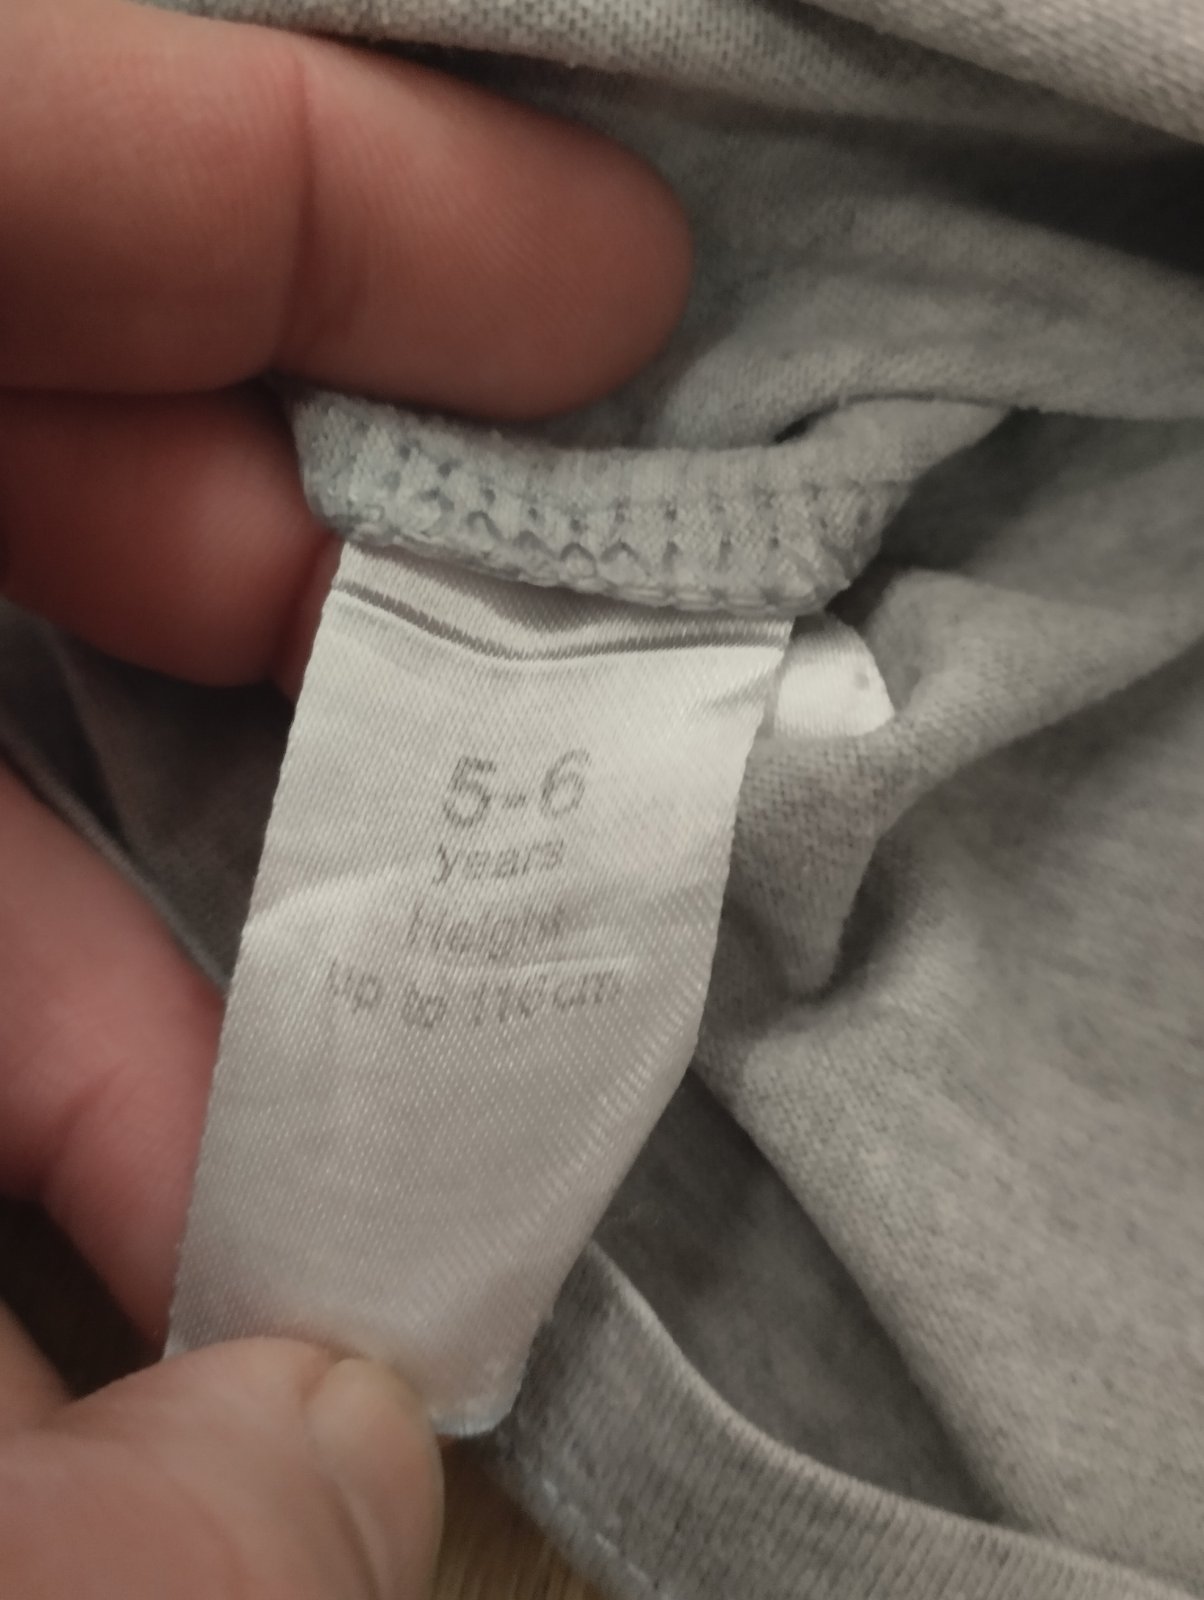 5-6
years
Height
up to 116cm